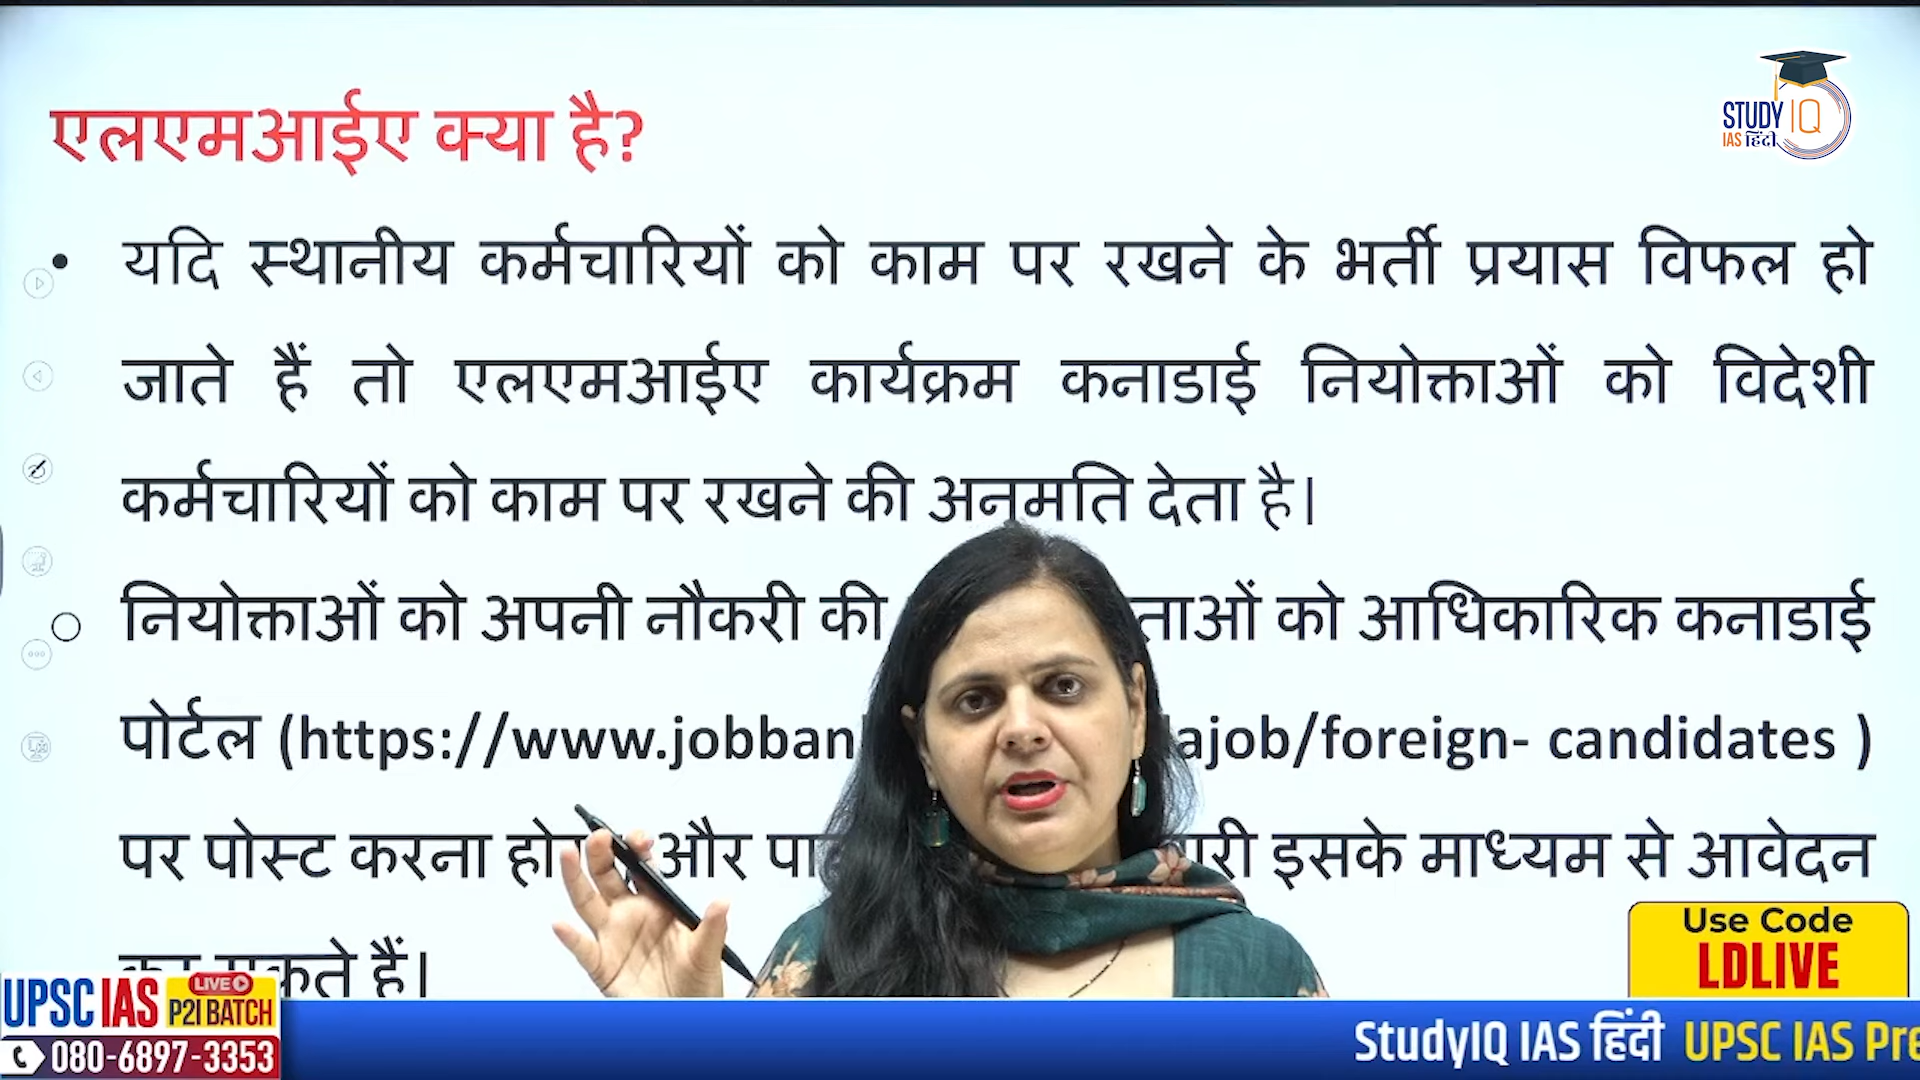 एलएमआईए क्या है?
STUDY IQ
IAS हिंदी
यदि स्थानीय कर्मचारियों को काम पर रखने के भर्ती प्रयास विफल हो
जाते हैं तो एलएमआईए कार्यक्रम कनाडाई नियोक्ताओं को विदेशी
कर्मचारियों को काम पर रखने की अनुमति देता है।
नियोक्ताओं को अपनी नौकरी की को आधिकारिक कनाडाई
पोर्टल (https://www.jobban ajob/foreign- candidates )
पर पोस्ट करना और इसके माध्यम से आवेदन
हैं।
Use Code
LDLIVE
UPSC IAS LIVE
P2I BATCH
080-6897-3353
StudyIQ IAS हिंदी UPSC IAS Pre